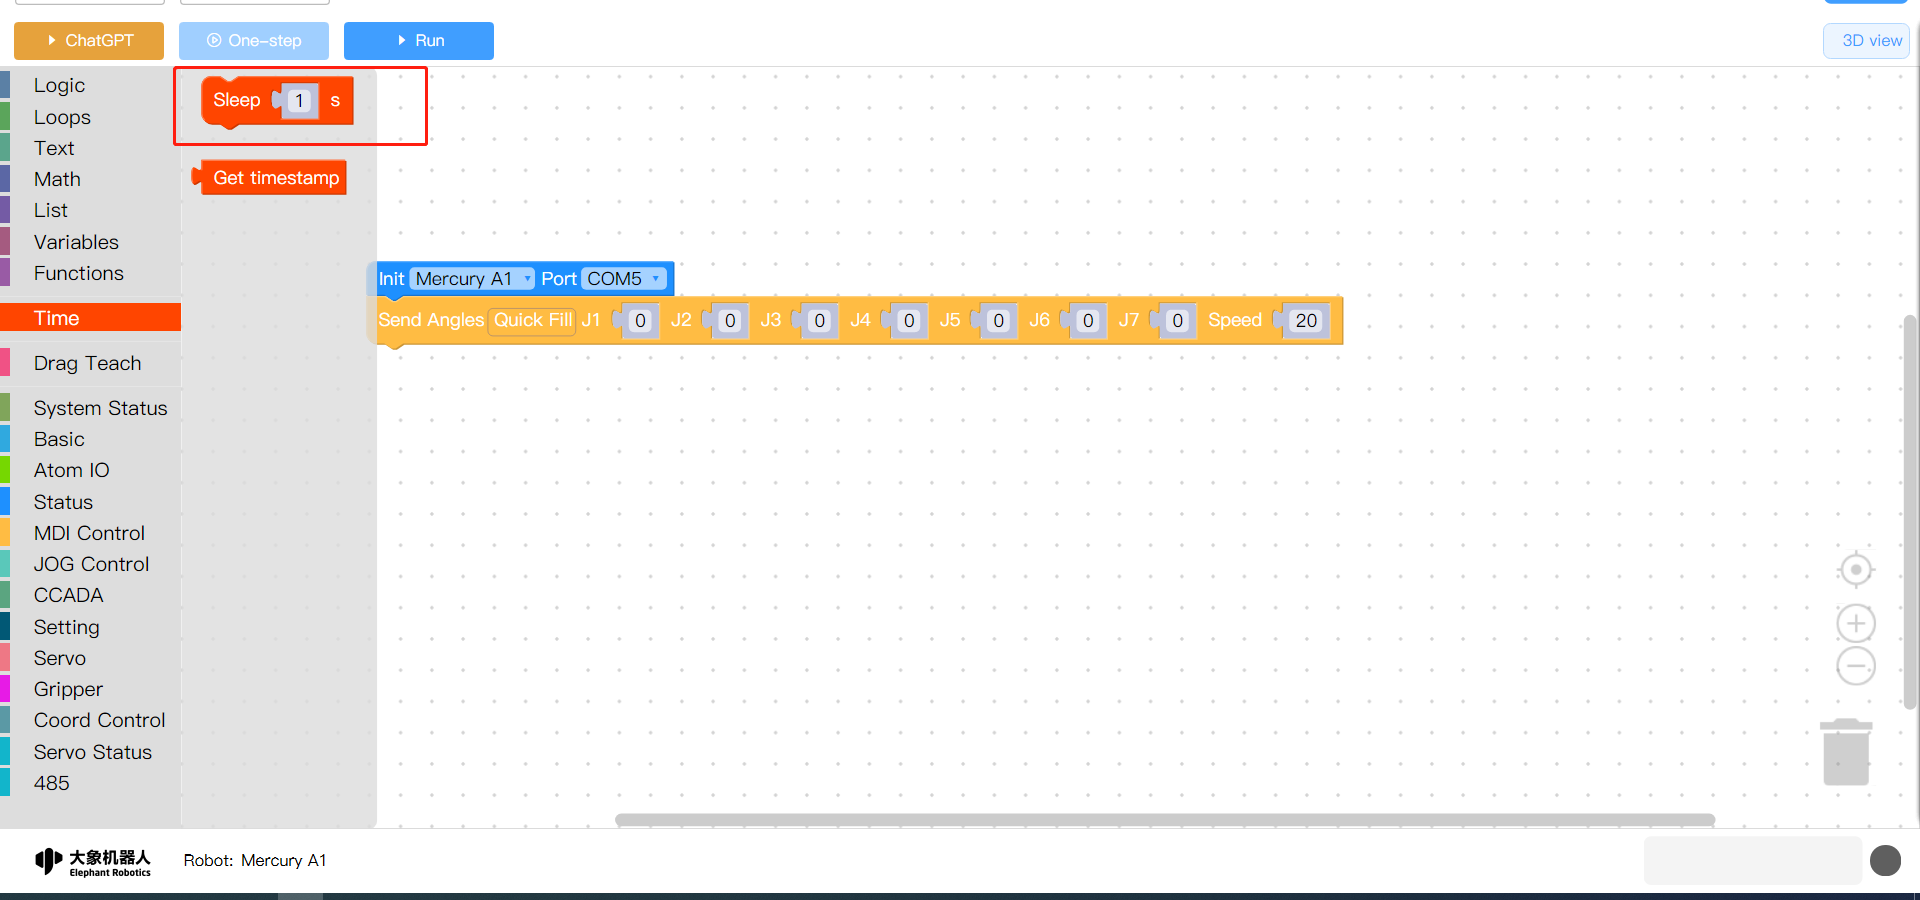 ChatGPT
One-step
Run
3D view
Logic
Loops
Text
Math
List
Variables
Functions
Time
Drag Teach
System Status
Basic
Atom IO
Status
MDI Control
JOG Control
CCADA
Setting
Servo
Gripper
Coord Control
Servo Status
485
Sleep 1 s
Get timestamp
Init Mercury A1 Port COM5
Send Angles Quick Fill J1 0 J2 0 J3 0 J4 0 J5 0 J6 0 J7 0 Speed 20
大象机器人
Elephant Robotics
Robot: Mercury A1